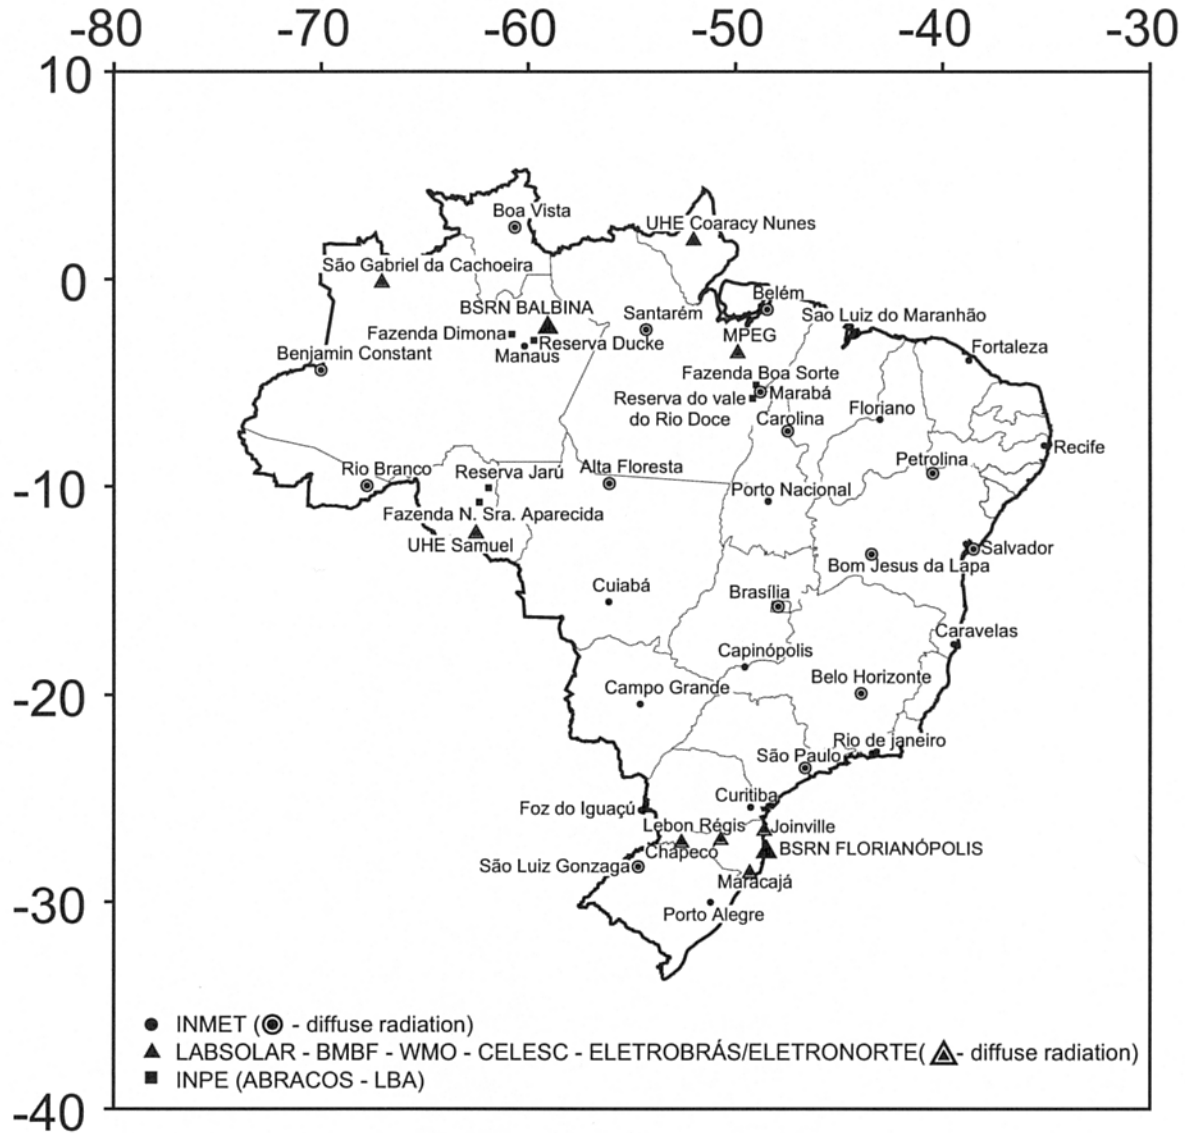 -80 -70 -60 -50 -40 -30
10
Boa Vista
UHE Coaracy Nunes
São Gabriel da Cachoeira
0
Belém
BSRN BALBINA
Santarém
Sao Luiz do Maranhão
Fazenda Dimona
Reserva Ducke
MPEG
Manaus
Fortaleza
Benjamin Constant
Fazenda Boa Sorte
Marabá
Reserva do vale
do Rio Doce
Floriano
Carolina
Recife
Petrolina
Rio Branco
Reserva Jarú
Alta Floresta
-10
Porto Nacional
Fazenda N. Sra. Aparecida
UHE Samuel
Salvador
Bom Jesus da Lapa
Cuiabá
Brasília
Caravelas
Capinópolis
Belo Horizonte
Campo Grande
-20
Rio de janeiro
São Paulo
Curitiba
Foz do Iguaçú
Lebon Régis
Joinville
BSRN FLORIANÓPOLIS
Chapecó
São Luiz Gonzaga
Maracajá
-30
Porto Alegre
INMET ( - diffuse radiation)
LABSOLAR - BMBF - WMO - CELESC - ELETROBRÁS/ELETRONORTE( - diffuse radiation)
INPE (ABRACOS - LBA)
-40